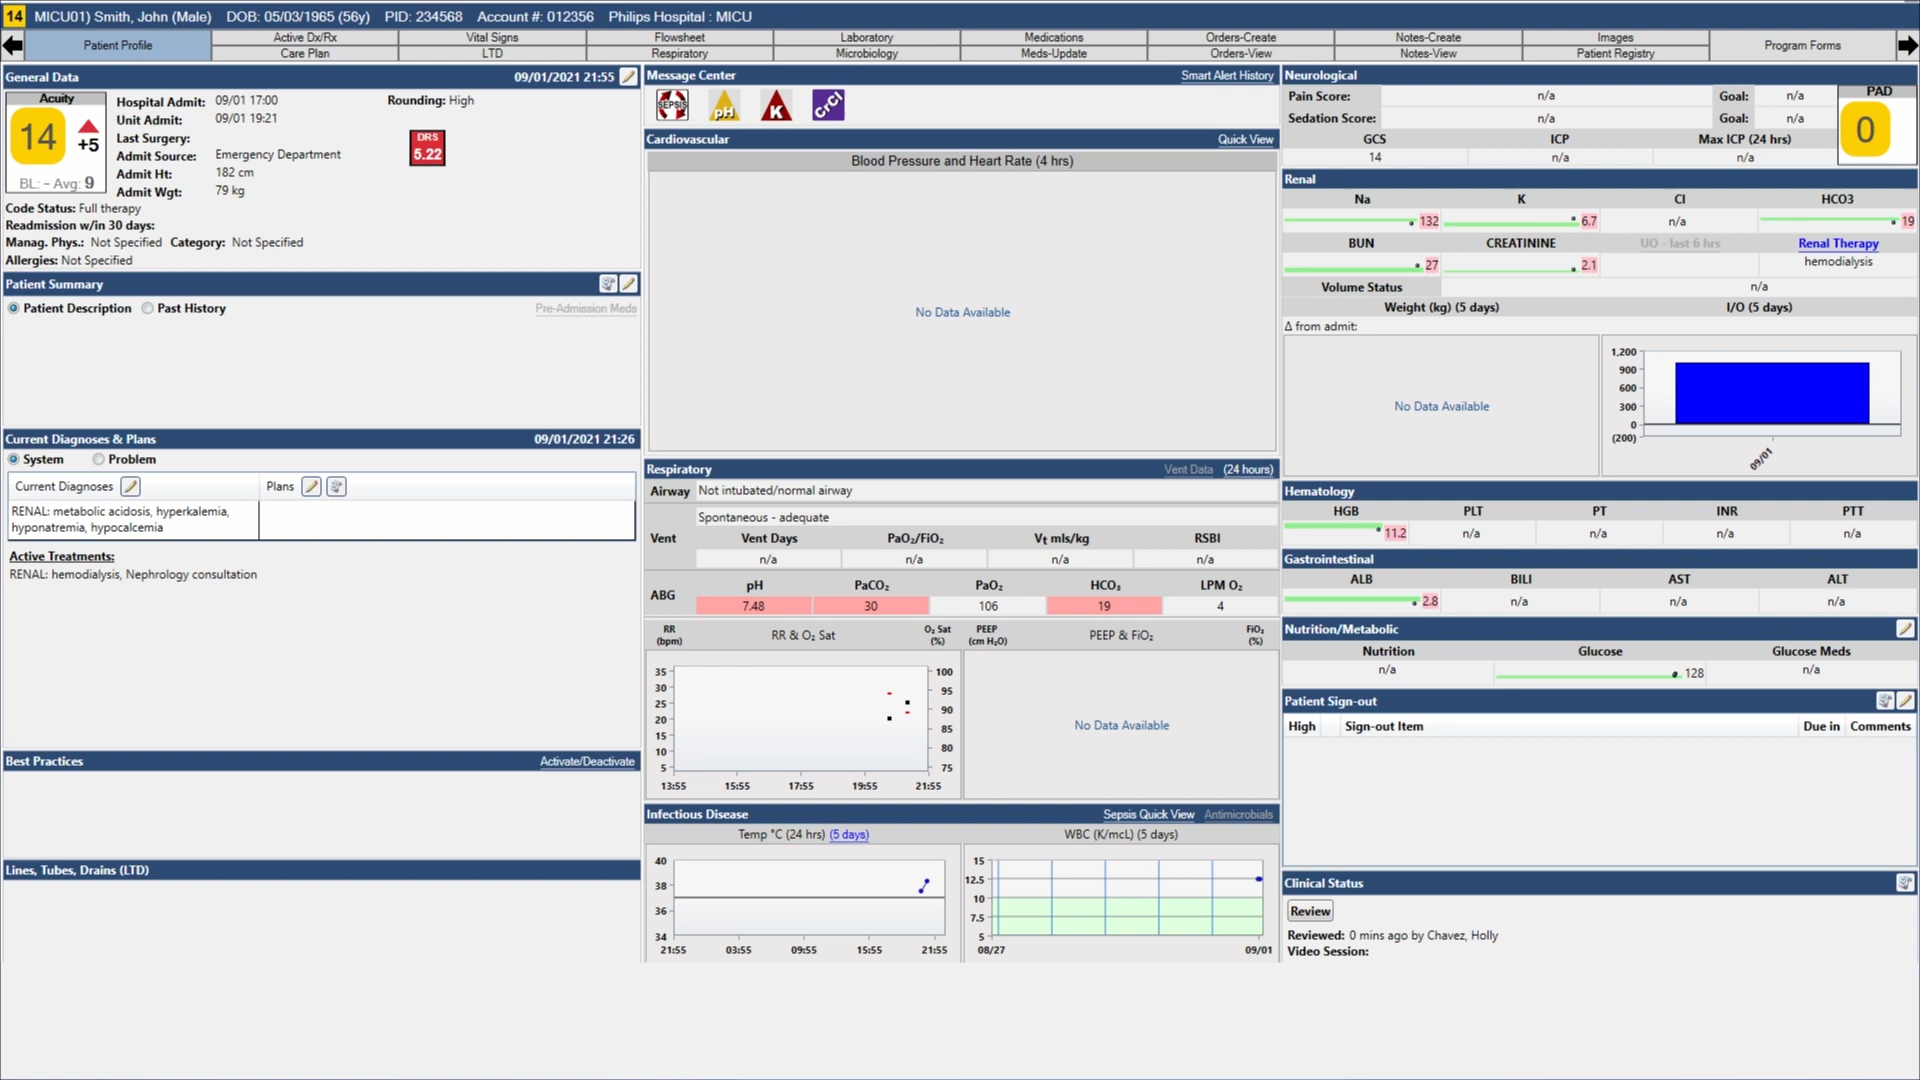 14 MICU01) Smith, John (Male) DOB: 05/03/1965 (56y) PID: 234568 Account #: 012356 Philips Hospital : MICU
Patient Profile
Active Dx/Rx
Care Plan
Vital Signs
LTD
Flowsheet
Respiratory
Laboratory
Microbiology
Medications
Meds-Update
Orders-Create
Orders-View
Notes-Create
Notes-View
Images
Patient Registry
Program Forms
General Data 09/01/2021 21:55
Acuity
14
+5
BL: - Avg: 9
Hospital Admit: 09/01 17:00 Rounding: High
Unit Admit: 09/01 19:21
Last Surgery:
Admit Source: Emergency Department
Admit Ht: 182 cm
Admit Wgt: 79 kg
DRS
5.22
Code Status: Full therapy
Readmission w/in 30 days:
Manag. Phys.: Not Specified Category: Not Specified
Allergies: Not Specified
Patient Summary
Patient Description Past History Pre-Admission Meds
Current Diagnoses & Plans 09/01/2021 21:26
System Problem
Current Diagnoses Plans
RENAL: metabolic acidosis, hyperkalemia,
hyponatremia, hypocalcemia
Active Treatments:
RENAL: hemodialysis, Nephrology consultation
Best Practices Activate/Deactivate
Lines, Tubes, Drains (LTD)
Message Center Smart Alert History
SEPSIS pH K CrCl
Cardiovascular Quick View
Blood Pressure and Heart Rate (4 hrs)
No Data Available
Respiratory Vent Data (24 hours)
Airway Not intubated/normal airway
Spontaneous - adequate
Vent Vent Days PaO₂/FiO₂ Vt mls/kg RSBI
n/a n/a n/a n/a
ABG pH PaCO₂ PaO₂ HCO₃ LPM O₂
7.48 30 106 19 4
RR (bpm) RR & O₂ Sat O₂ Sat (%)
35 30 25 20 15 10 5
100 95 90 85 80 75
13:55 15:55 17:55 19:55 21:55
PEEP (cm H₂O) PEEP & FiO₂ FiO₂ (%)
No Data Available
Infectious Disease Sepsis Quick View Antimicrobials
Temp °C (24 hrs) (5 days)
40 38 36 34
21:55 03:55 09:55 15:55 21:55
WBC (K/mcL) (5 days)
15 12.5 10 7.5 5
08/27 09/01
Neurological
Pain Score: n/a Goal: n/a
Sedation Score: n/a Goal: n/a
GCS ICP Max ICP (24 hrs)
14 n/a n/a
PAD
0
Renal
Na K Cl HCO3
132 6.7 n/a 19
BUN CREATININE UO - last 6 hrs Renal Therapy
27 2.1 hemodialysis
Volume Status n/a
Weight (kg) (5 days) I/O (5 days)
Δ from admit:
No Data Available
1,200
900
600
300
0
(200)
09/01
Hematology
HGB PLT PT INR PTT
11.2 n/a n/a n/a n/a
Gastrointestinal
ALB BILI AST ALT
2.8 n/a n/a n/a
Nutrition/Metabolic
Nutrition Glucose Glucose Meds
n/a 128 n/a
Patient Sign-out
High Sign-out Item Due in Comments
Clinical Status
Review
Reviewed: 0 mins ago by Chavez, Holly
Video Session: